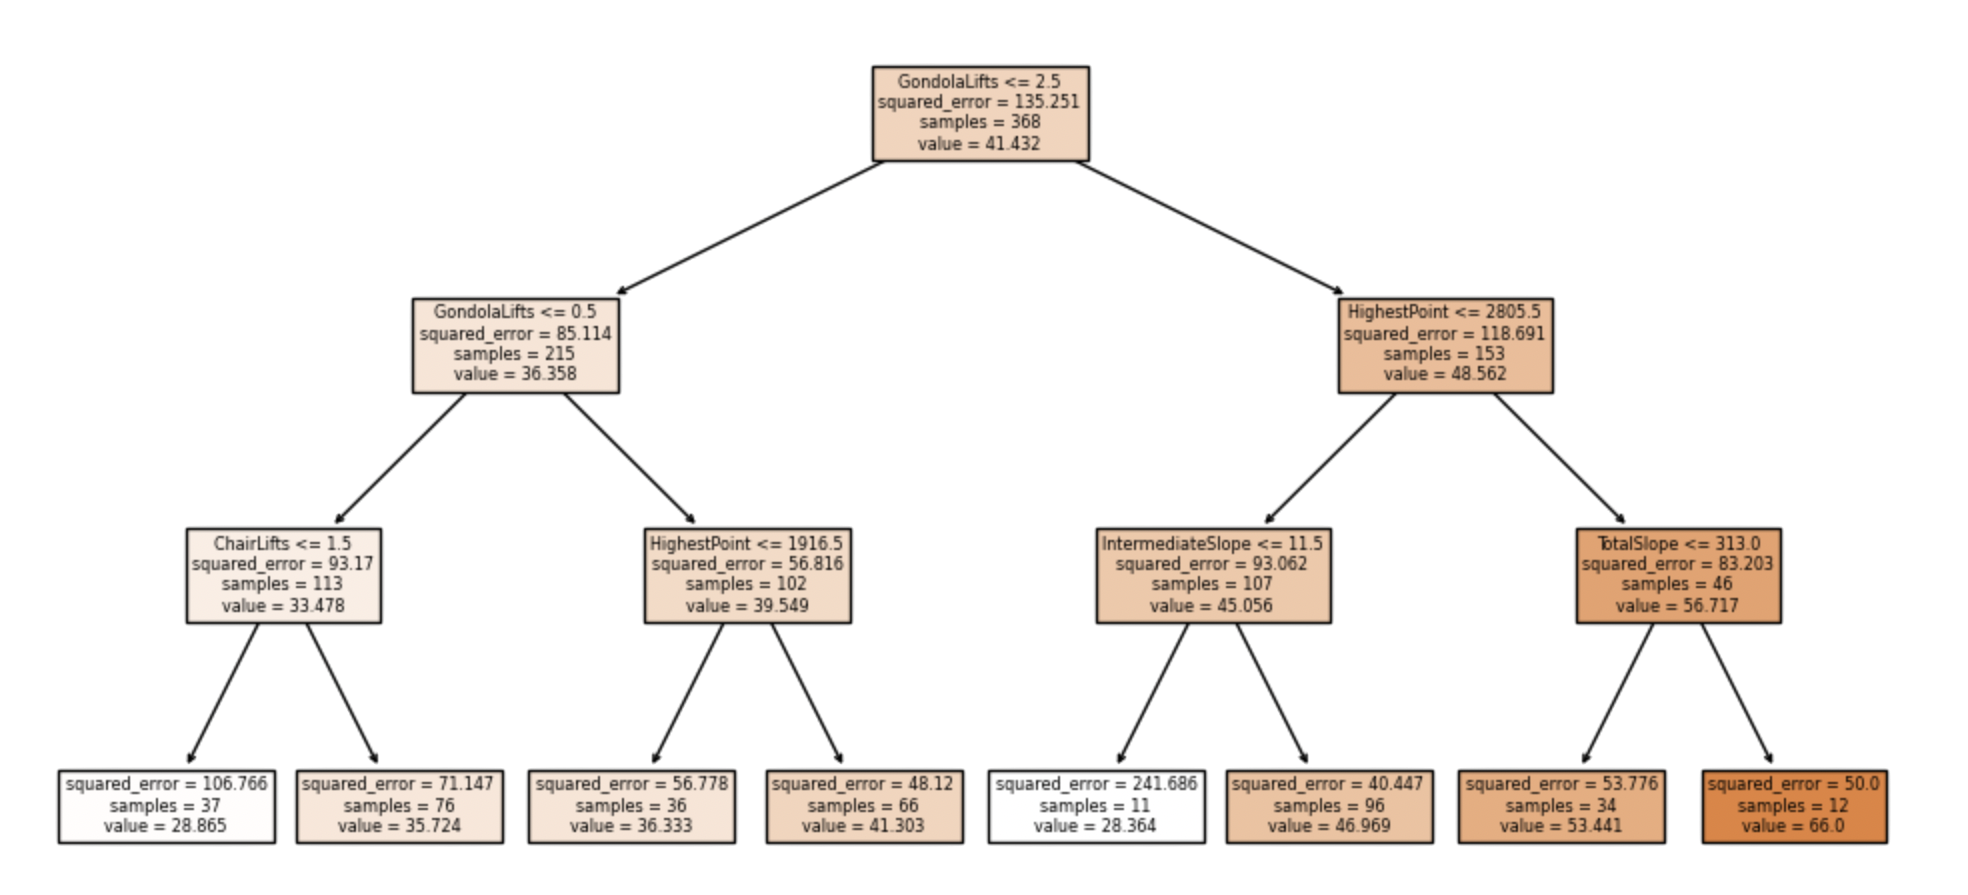 GondolaLifts <= 2.5
squared_error = 135.251
samples = 368
value = 41.432
GondolaLifts <= 0.5
squared_error = 85.114
samples = 215
value = 36.358
HighestPoint <= 2805.5
squared_error = 118.691
samples = 153
value = 48.562
ChairLifts <= 1.5
squared_error = 93.17
samples = 113
value = 33.478
HighestPoint <= 1916.5
squared_error = 56.816
samples = 102
value = 39.549
IntermediateSlope <= 11.5
squared_error = 93.062
samples = 107
value = 45.056
TotalSlope <= 313.0
squared_error = 83.203
samples = 46
value = 56.717
squared_error = 106.766
samples = 37
value = 28.865
squared_error = 71.147
samples = 76
value = 35.724
squared_error = 56.778
samples = 36
value = 36.333
squared_error = 48.12
samples = 66
value = 41.303
squared_error = 241.686
samples = 11
value = 28.364
squared_error = 40.447
samples = 96
value = 46.969
squared_error = 53.776
samples = 34
value = 53.441
squared_error = 50.0
samples = 12
value = 66.0